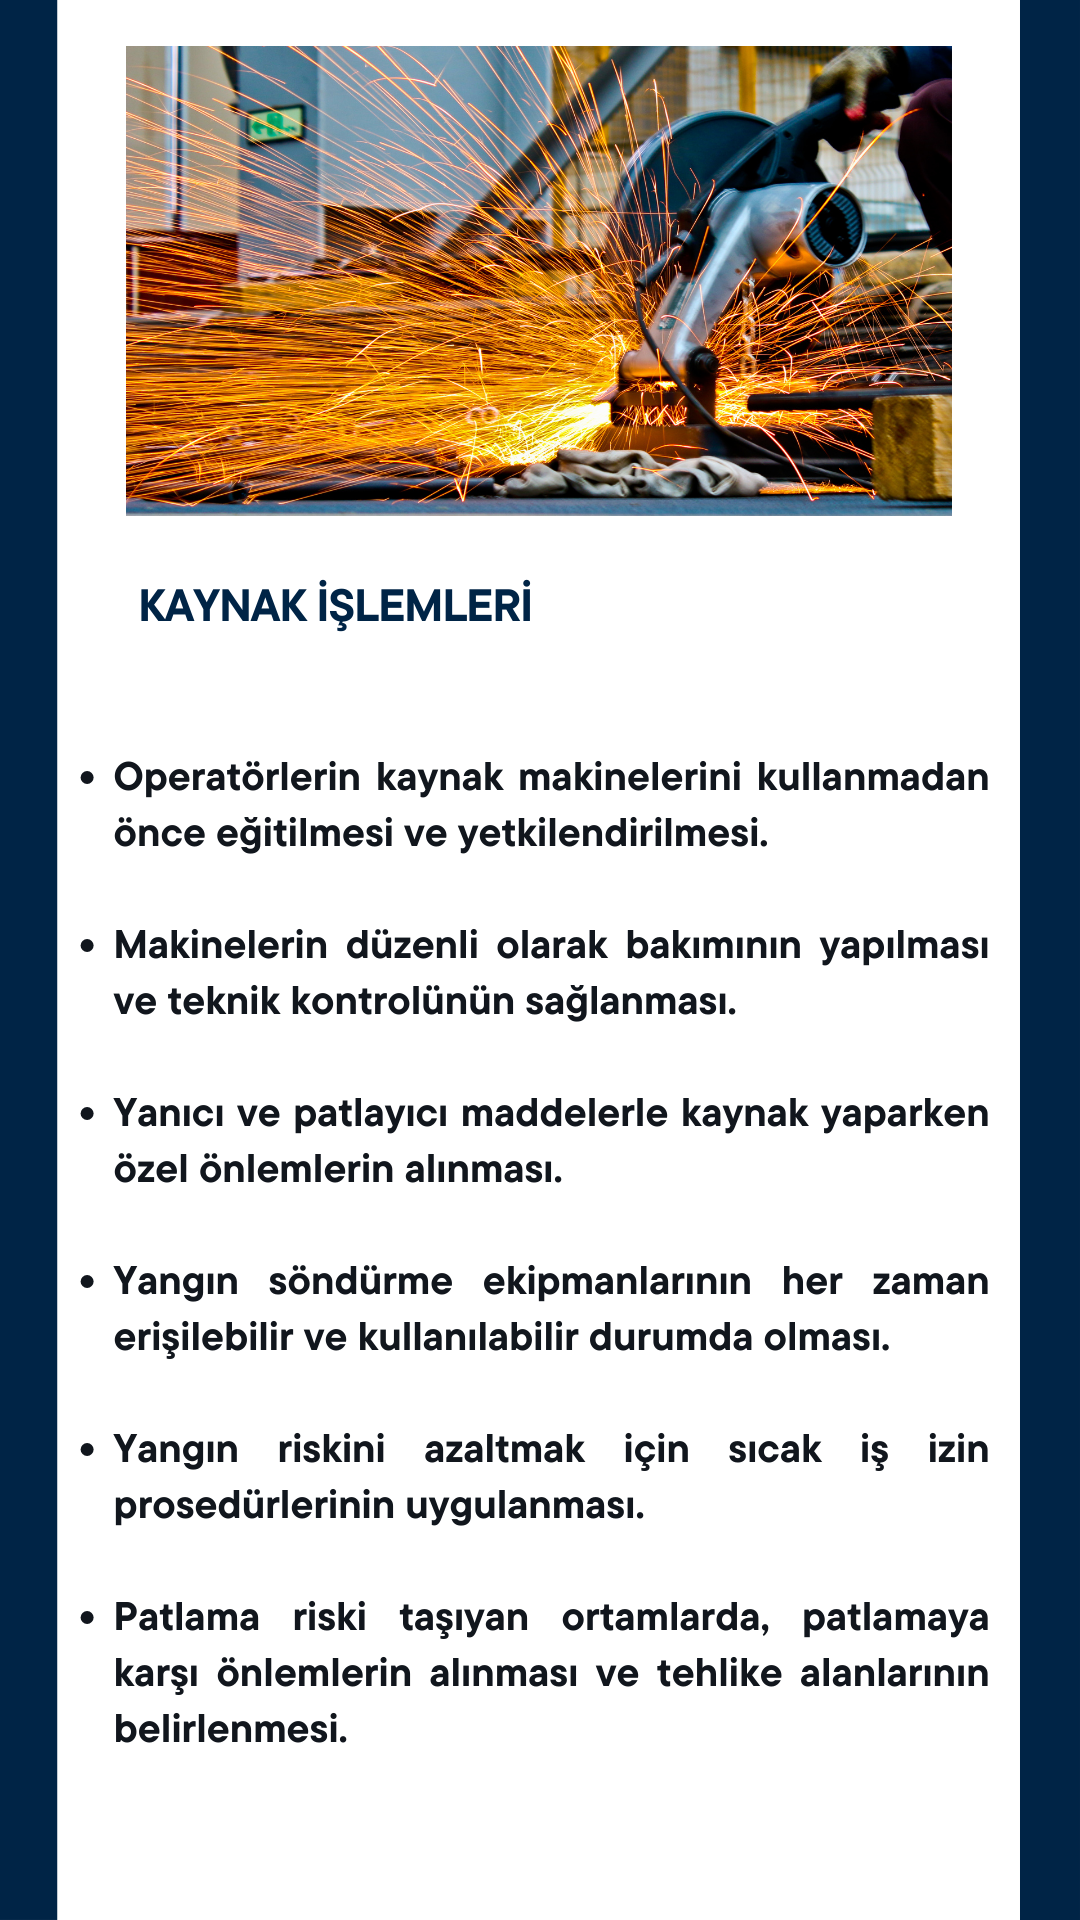 KAYNAK İŞLEMLERİ
• Operatörlerin kaynak makinelerini kullanmadan
önce eğitilmesi ve yetkilendirilmesi.
• Makinelerin düzenli olarak bakımının yapılması
ve teknik kontrolünün sağlanması.
• Yanıcı ve patlayıcı maddelerle kaynak yaparken
özel önlemlerin alınması.
• Yangın söndürme ekipmanlarının her zaman
erişilebilir ve kullanılabilir durumda olması.
• Yangın riskini azaltmak için sıcak iş izin
prosedürlerinin uygulanması.
• Patlama riski taşıyan ortamlarda, patlamaya
karşı önlemlerin alınması ve tehlike alanlarının
belirlenmesi.